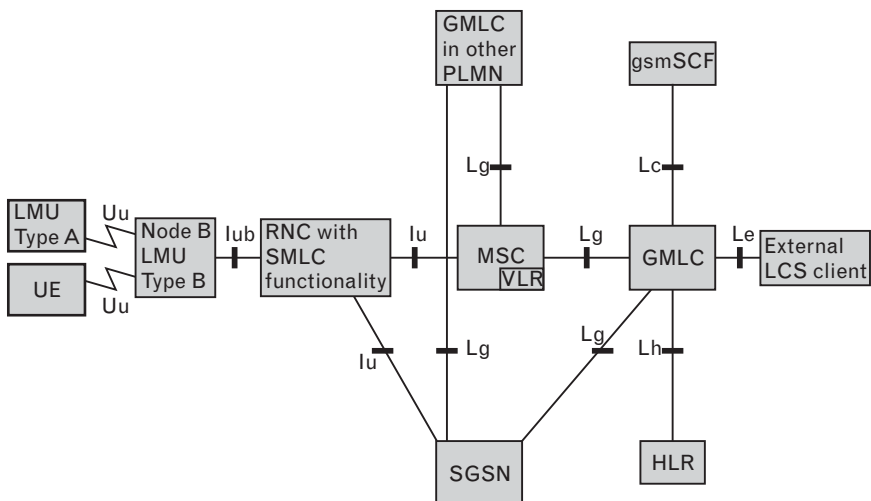 GMLC
in other
PLMN
gsmSCF
Lg
Lc
LMU
Type A
Uu
Node B
LMU
Type B
Iub
RNC with
SMLC
functionality
Iu
MSC
VLR
Lg
GMLC
Le
External
LCS client
UE
Uu
Iu
Lg
Lg
Lh
SGSN
HLR